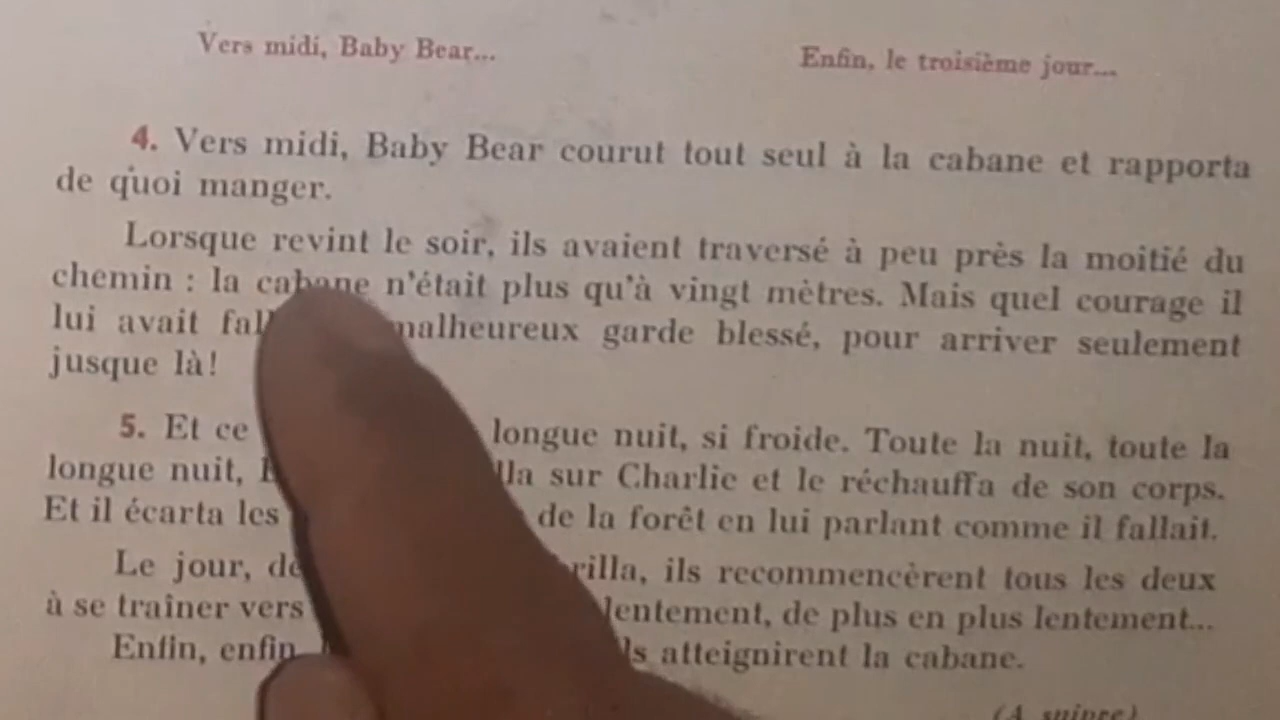 Vers midi, Baby Bear...
Enfin, le troisième jour...
4. Vers midi, Baby Bear courut tout seul à la cabane et rapporta
de quoi manger.
Lorsque revint le soir, ils avaient traversé à peu près la moitié du
chemin : la cabane n'était plus qu'à vingt mètres. Mais quel courage il
lui avait malheureux garde blessé, pour arriver seulement
jusque là!
5. Et ce longue nuit, si froide. Toute la nuit, toute la
longue nuit, sur Charlie et le réchauffa de son corps.
Et il écarta les de la forêt en lui parlant comme il fallait.
Le jour, ils recommencèrent tous les deux
à se traîner vers lentement, de plus en plus lentement...
Enfin, enfin atteignirent la cabane.
(A suivre)